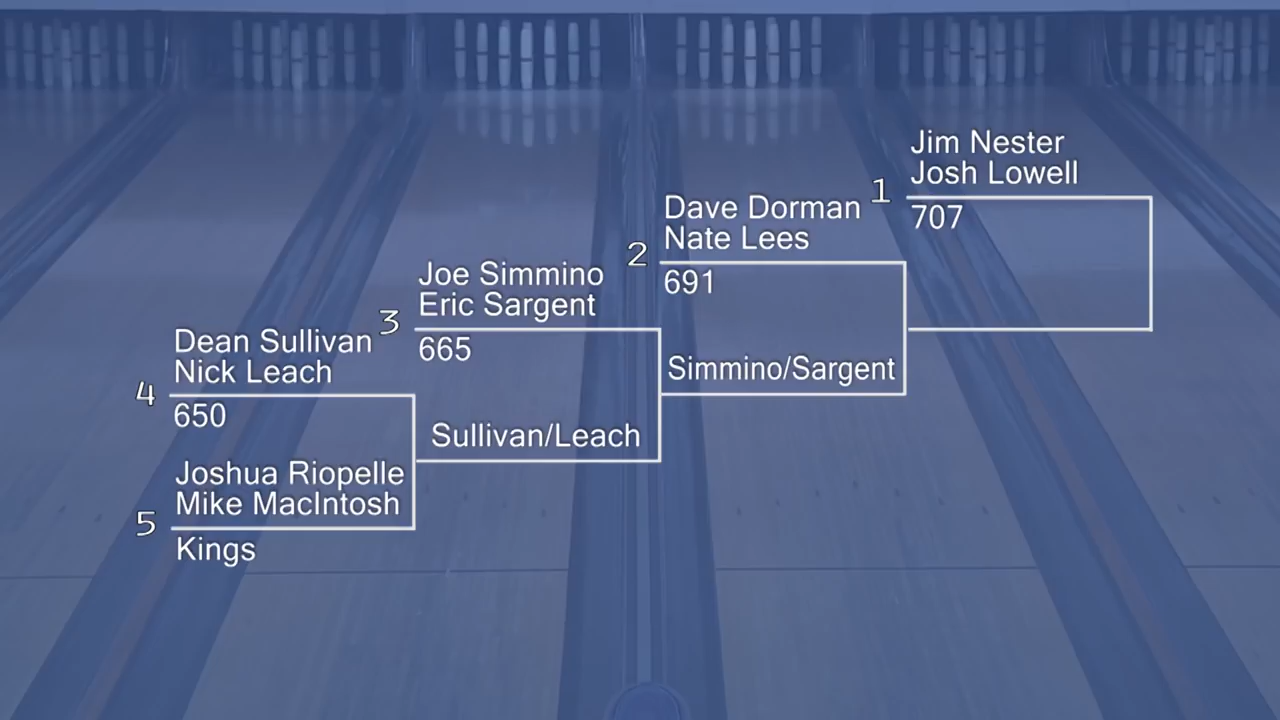 Jim Nester
Josh Lowell
1
707
Dave Dorman
Nate Lees
2
691
Joe Simmino
Eric Sargent
3
665
Simmino/Sargent
Dean Sullivan
Nick Leach
4
650
Sullivan/Leach
Joshua Riopelle
Mike MacIntosh
5
Kings